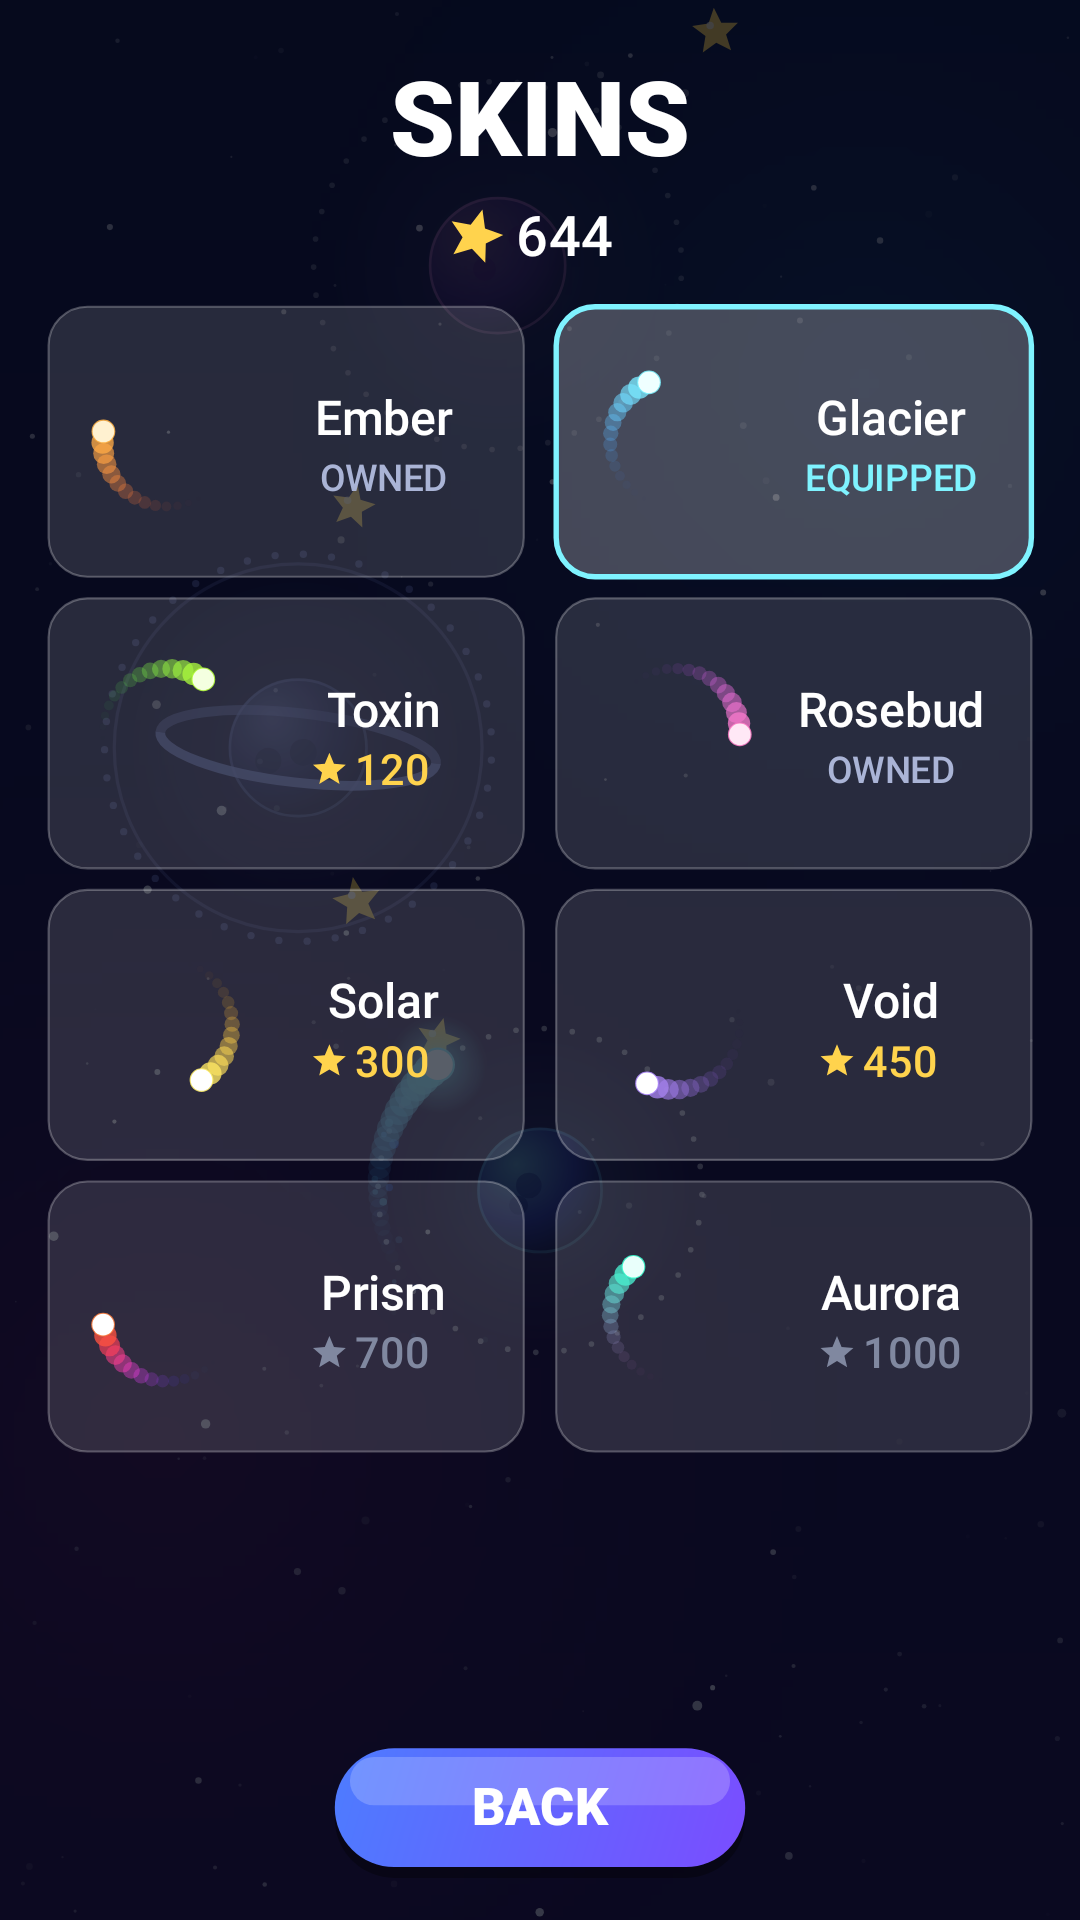 SKINS
644
Ember
OWNED
Glacier
EQUIPPED
Toxin
120
Rosebud
OWNED
Solar
300
Void
450
Prism
700
Aurora
1000
BACK